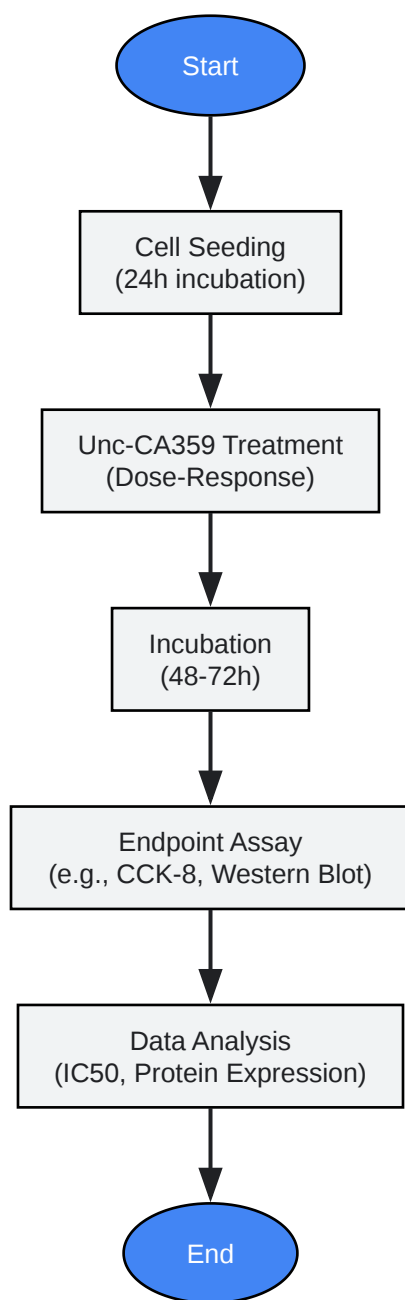 Start
Cell Seeding
(24h incubation)
Unc-CA359 Treatment
(Dose-Response)
Incubation
(48-72h)
Endpoint Assay
(e.g., CCK-8, Western Blot)
Data Analysis
(IC50, Protein Expression)
End